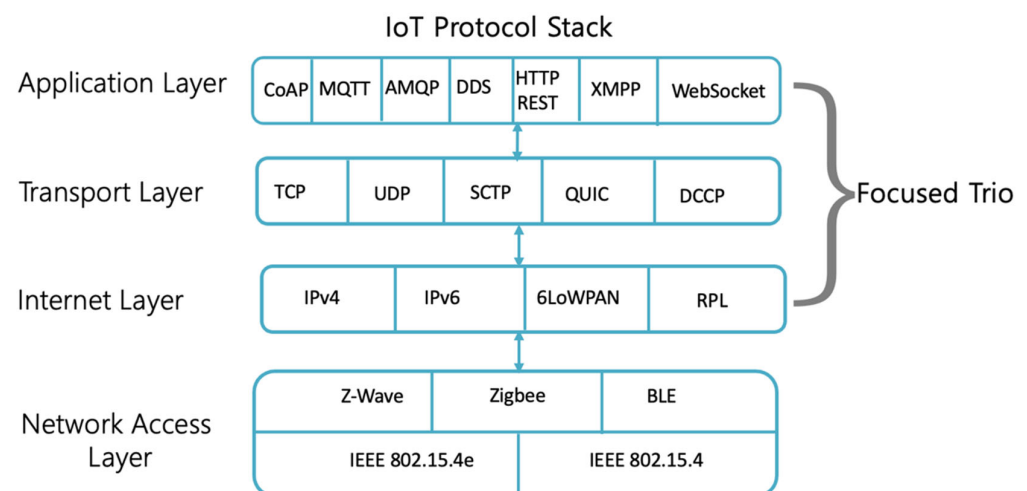 IoT Protocol Stack
Application Layer
CoAP MQTT AMQP DDS HTTP REST XMPP WebSocket
Transport Layer
TCP UDP SCTP QUIC DCCP
Focused Trio
Internet Layer
IPv4 IPv6 6LoWPAN RPL
Network Access
Layer
Z-Wave Zigbee BLE
IEEE 802.15.4e IEEE 802.15.4